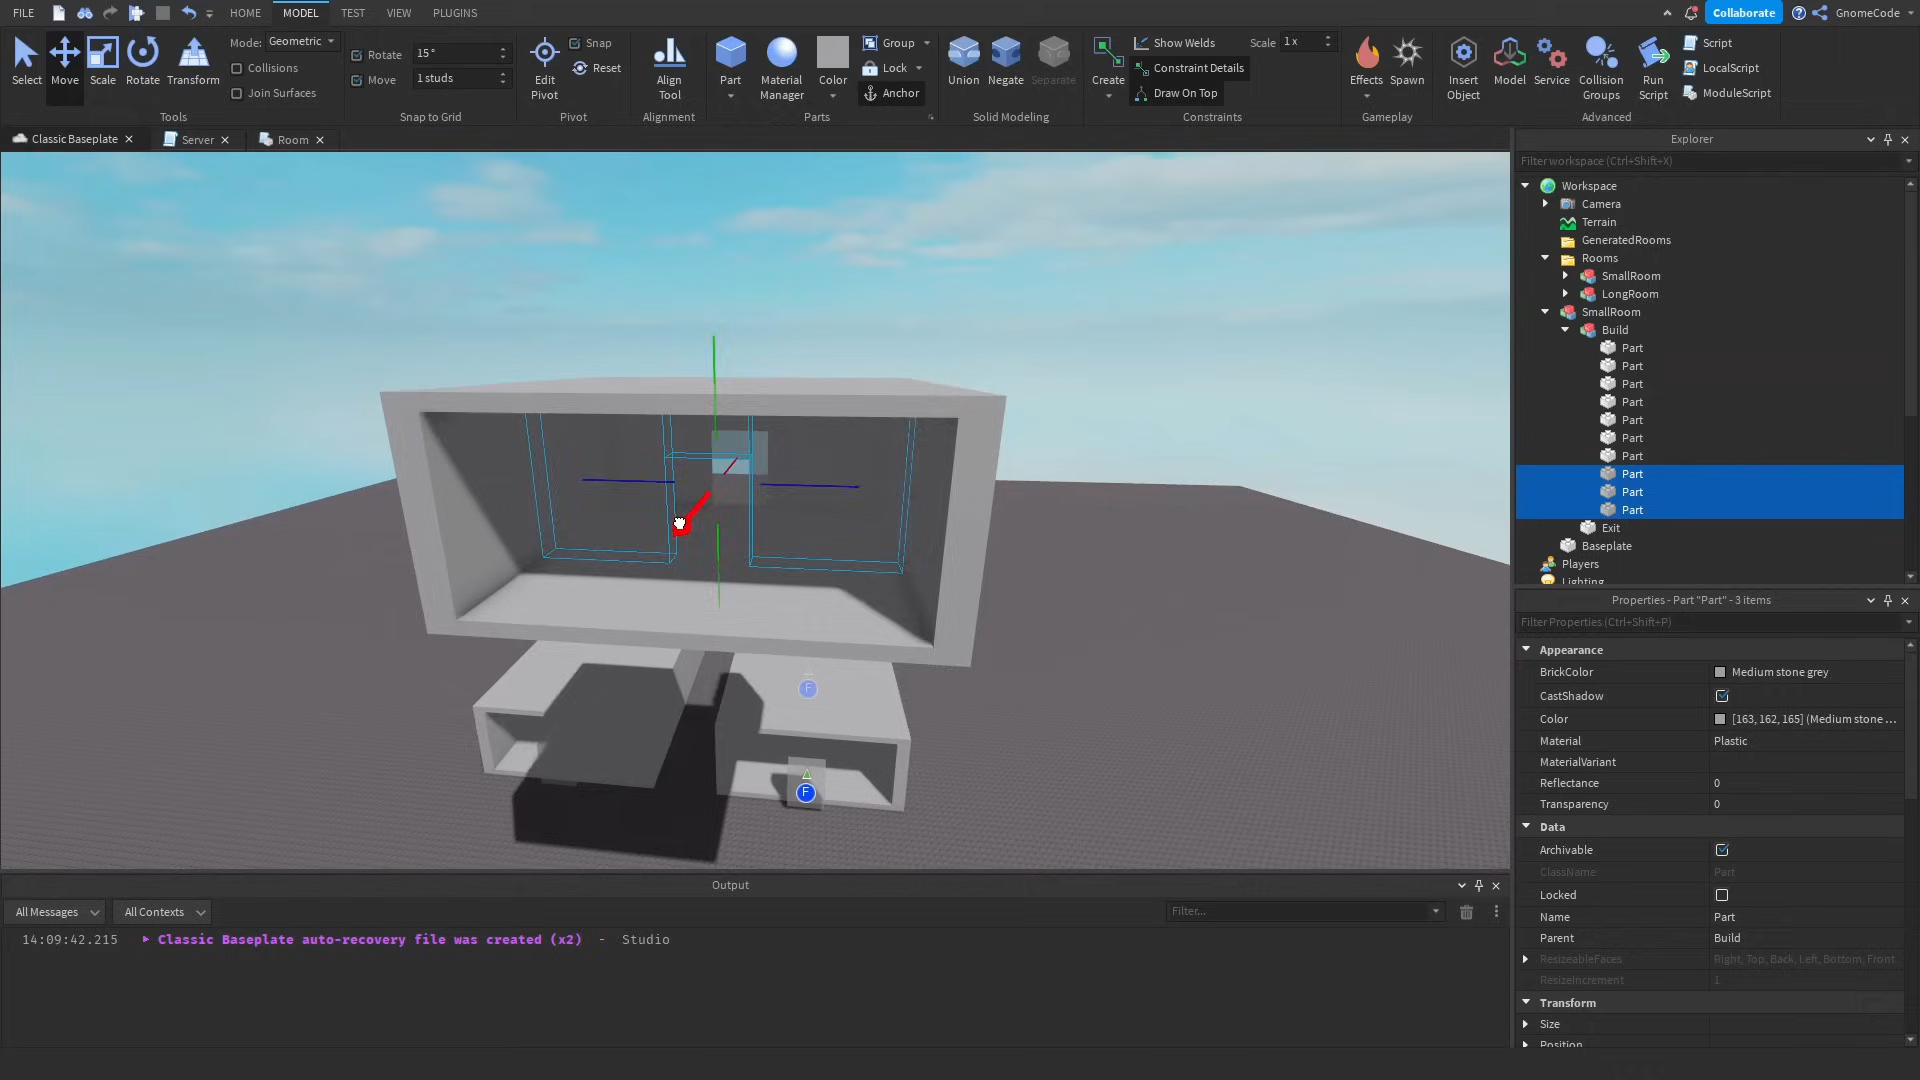 FILE
HOME
MODEL
TEST
VIEW
PLUGINS
Collaborate
GnomeCode
Select
Move
Scale
Rotate
Transform
Mode: Geometric
Collisions
Join Surfaces
Tools
Rotate 15°
Move 1 studs
Snap to Grid
Edit Pivot
Snap
Reset
Pivot
Align Tool
Alignment
Part
Material Manager
Color
Group
Lock
Anchor
Parts
Union
Negate
Separate
Solid Modeling
Create
Show Welds
Scale 1 x
Constraint Details
Draw On Top
Constraints
Effects
Spawn
Gameplay
Insert Object
Model
Service
Collision Groups
Run Script
Script
LocalScript
ModuleScript
Advanced
Classic Baseplate
Server
Room
F
F
Explorer
Filter workspace (Ctrl+Shift+X)
Workspace
Camera
Terrain
GeneratedRooms
Rooms
SmallRoom
LongRoom
SmallRoom
Build
Part
Part
Part
Part
Part
Part
Part
Part
Part
Part
Exit
Baseplate
Players
Lighting
Properties - Part "Part" - 3 items
Filter Properties (Ctrl+Shift+P)
Appearance
BrickColor Medium stone grey
CastShadow
Color [163, 162, 165] (Medium stone ...
Material Plastic
MaterialVariant
Reflectance 0
Transparency 0
Data
Archivable
ClassName Part
Locked
Name Part
Parent Build
ResizeableFaces Right, Top, Back, Left, Bottom, Front
ResizeIncrement 1
Transform
Size
Position
Output
All Messages
All Contexts
Filter...
14:09:42.215 Classic Baseplate auto-recovery file was created (x2) - Studio